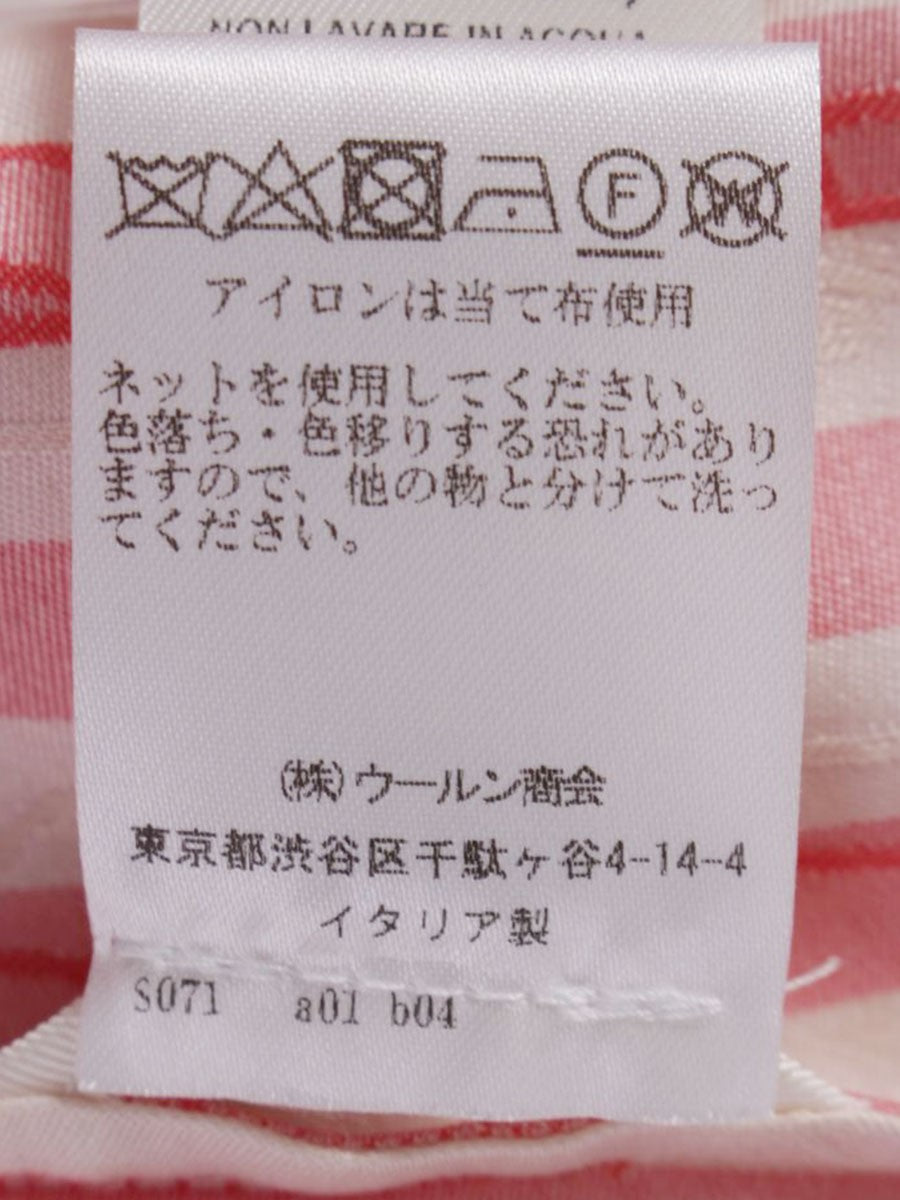 NON LAVARE IN ACQUA
F
W
アイロンは当て布使用
ネットを使用してください。
色落ち・色移りする恐れがあり
ますので、他の物と分けて洗っ
てください。
(株)ウールン商会
東京都渋谷区千駄ヶ谷4-14-4
イタリア製
S071 a01 b04